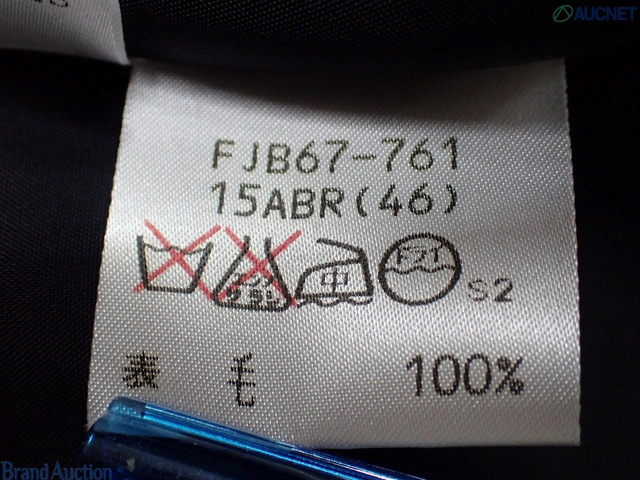 AUCNET
FJB67-761
15ABR(46)
中 ドライ S2
表 毛 100%
Brand Auction